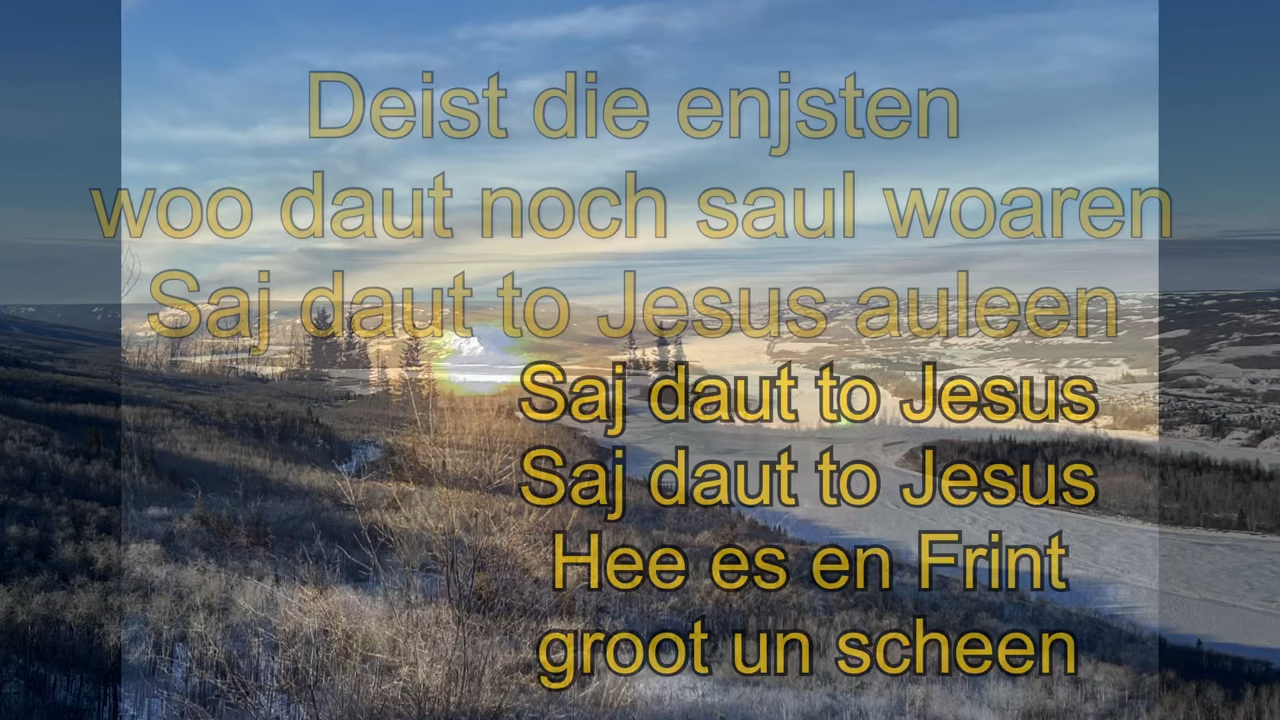 Deist die enjsten
woo daut noch saul woaren
Saj daut to Jesus auleen
Saj daut to Jesus
Saj daut to Jesus
Hee es en Frint
groot un scheen